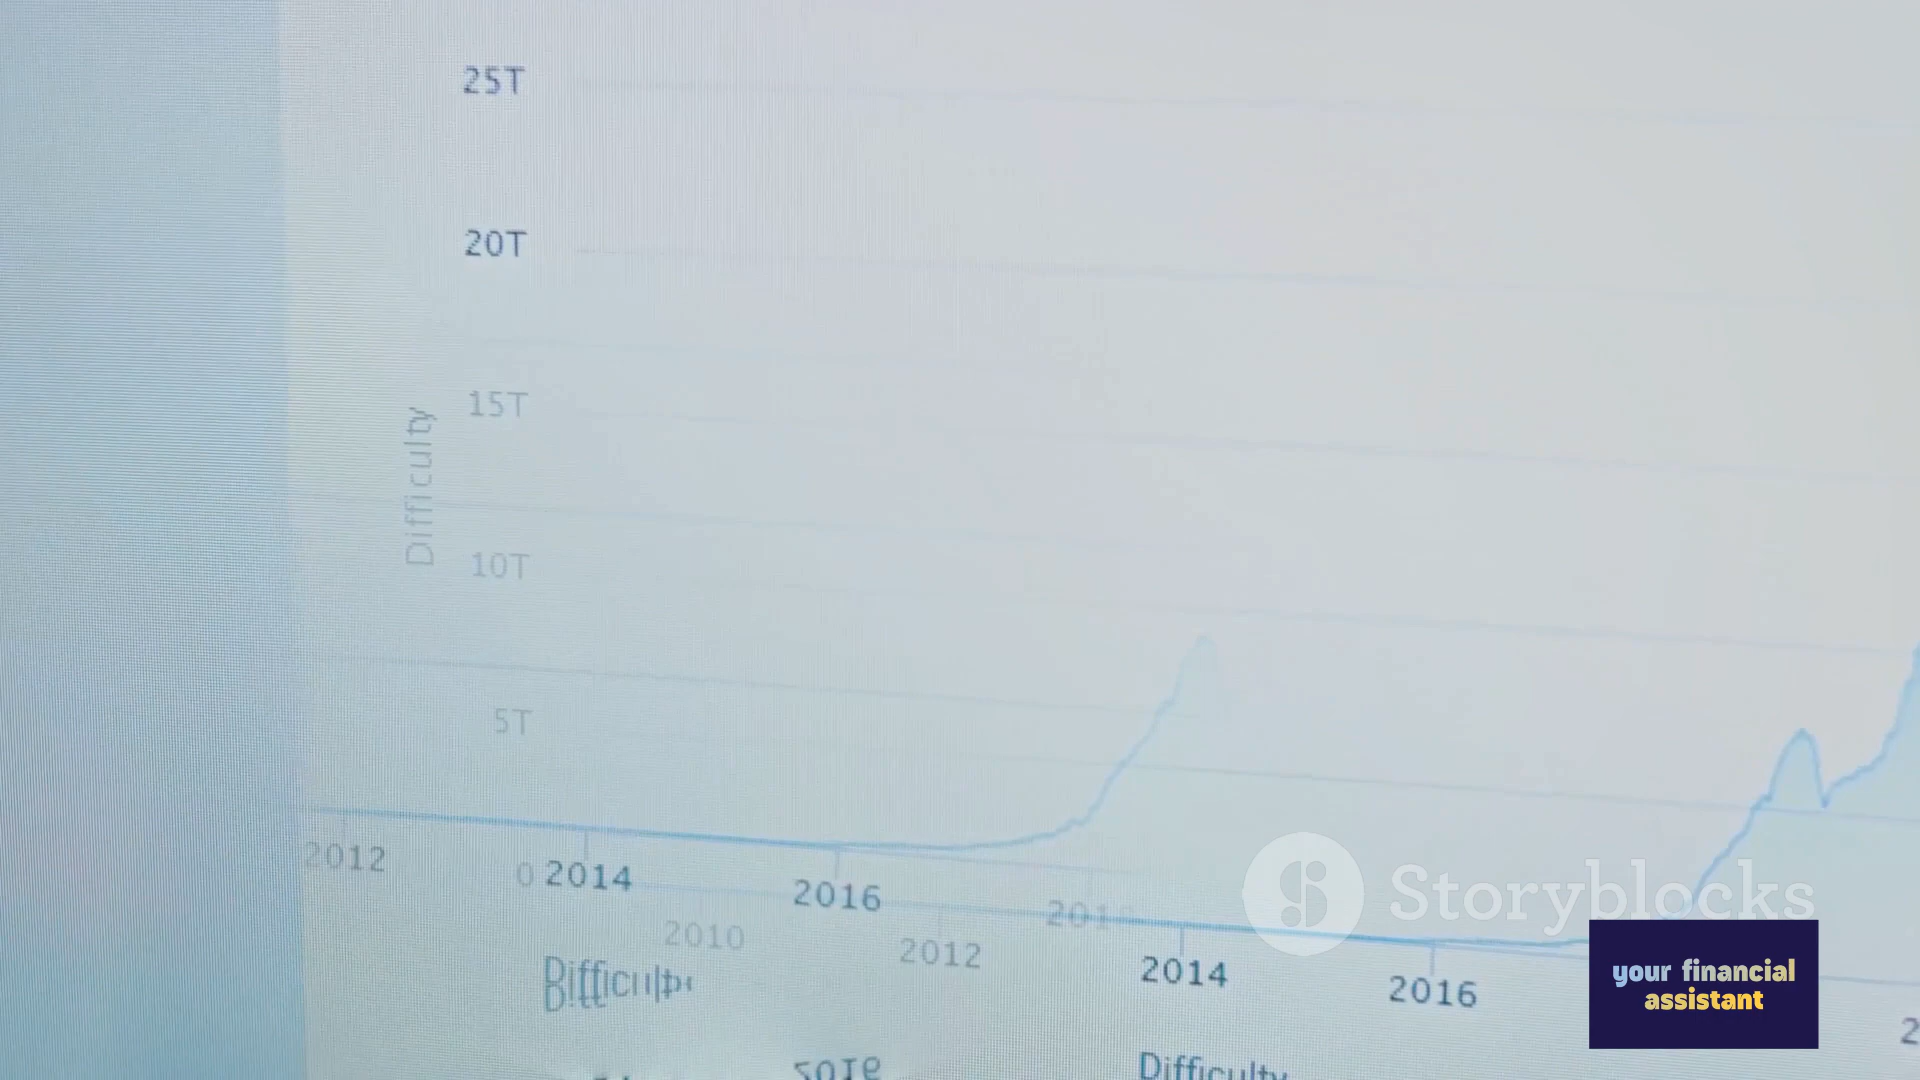 25T
20T
15T
10T
5T
Difficulty
2012
0
2014
2016
2010
2012
2014
2016
Storyblocks
your financial
assistant
Difficulty